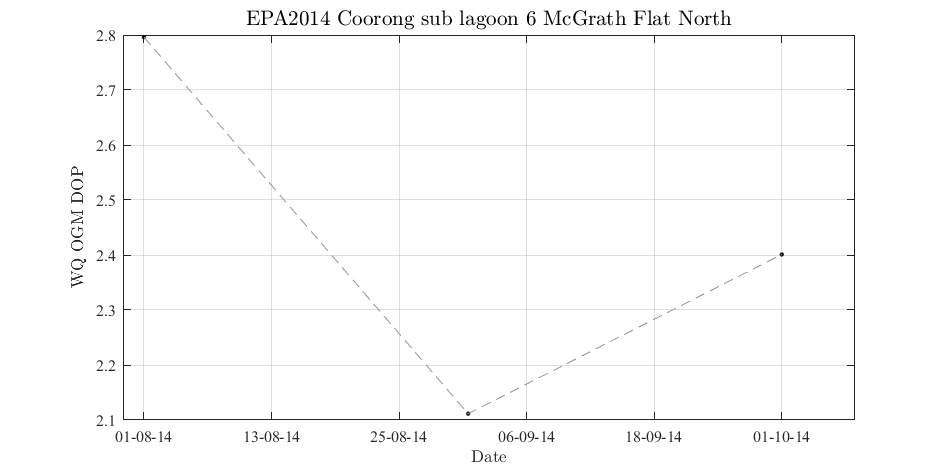 EPA2014 Coorong sub lagoon 6 McGrath Flat North
2.8
2.7
2.6
2.5
2.4
2.3
2.2
2.1
WQ OGM DOP
01-08-14 13-08-14 25-08-14 06-09-14 18-09-14 01-10-14
Date